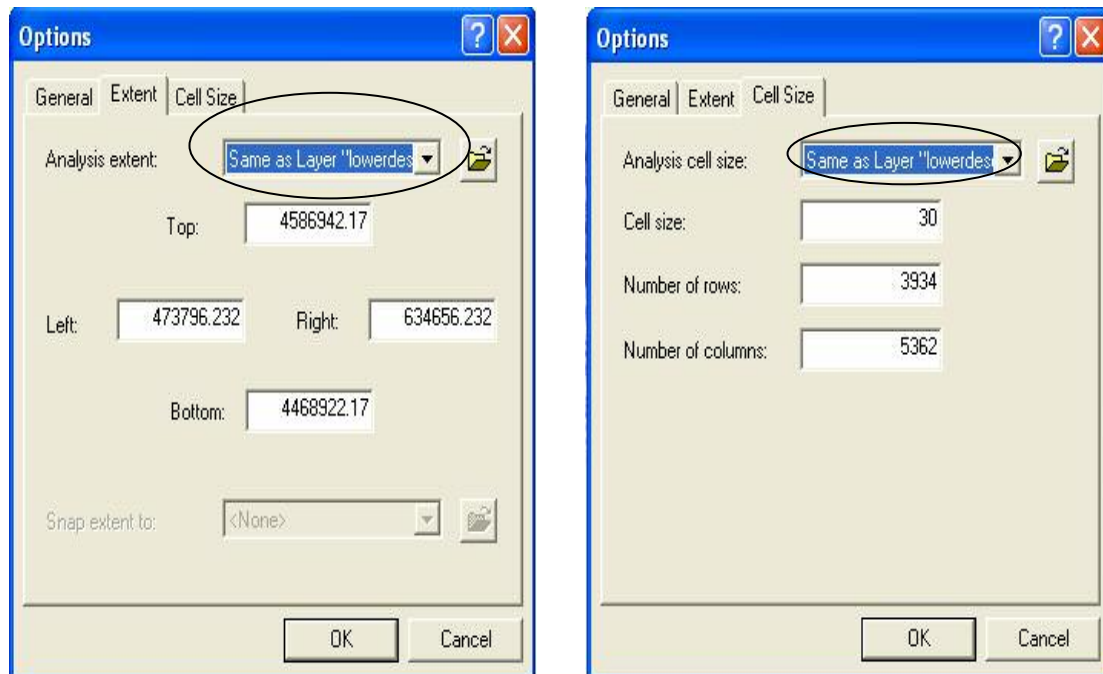 Options
General Extent Cell Size
Analysis extent: Same as Layer "lowerdes
Top: 4586942.17
Left: 473796.232 Right: 634656.232
Bottom: 4468922.17
Snap extent to: <None>
OK Cancel
Options
General Extent Cell Size
Analysis cell size: Same as Layer "lowerdes
Cell size: 30
Number of rows: 3934
Number of columns: 5362
OK Cancel